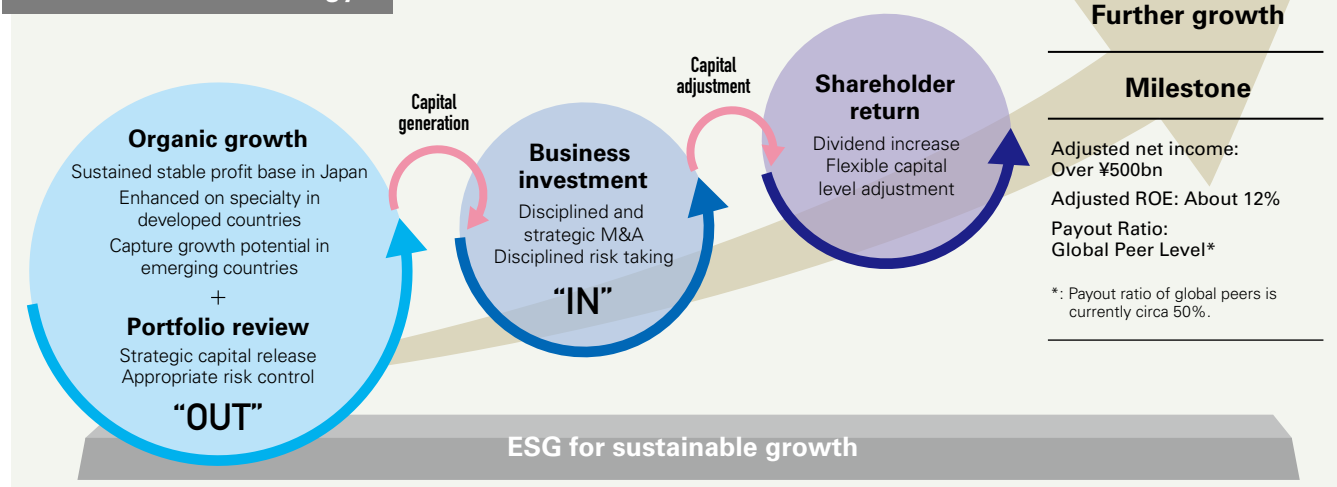 Organic growth
Sustained stable profit base in Japan
Enhanced on specialty in
developed countries
Capture growth potential in
emerging countries
+
Portfolio review
Strategic capital release
Appropriate risk control
“OUT”
Capital
generation
Business
investment
Disciplined and
strategic M&A
Disciplined risk taking
“IN”
Capital
adjustment
Shareholder
return
Dividend increase
Flexible capital
level adjustment
Further growth
Milestone
Adjusted net income:
Over ¥500bn
Adjusted ROE: About 12%
Payout Ratio:
Global Peer Level*
*: Payout ratio of global peers is
currently circa 50%.
ESG for sustainable growth